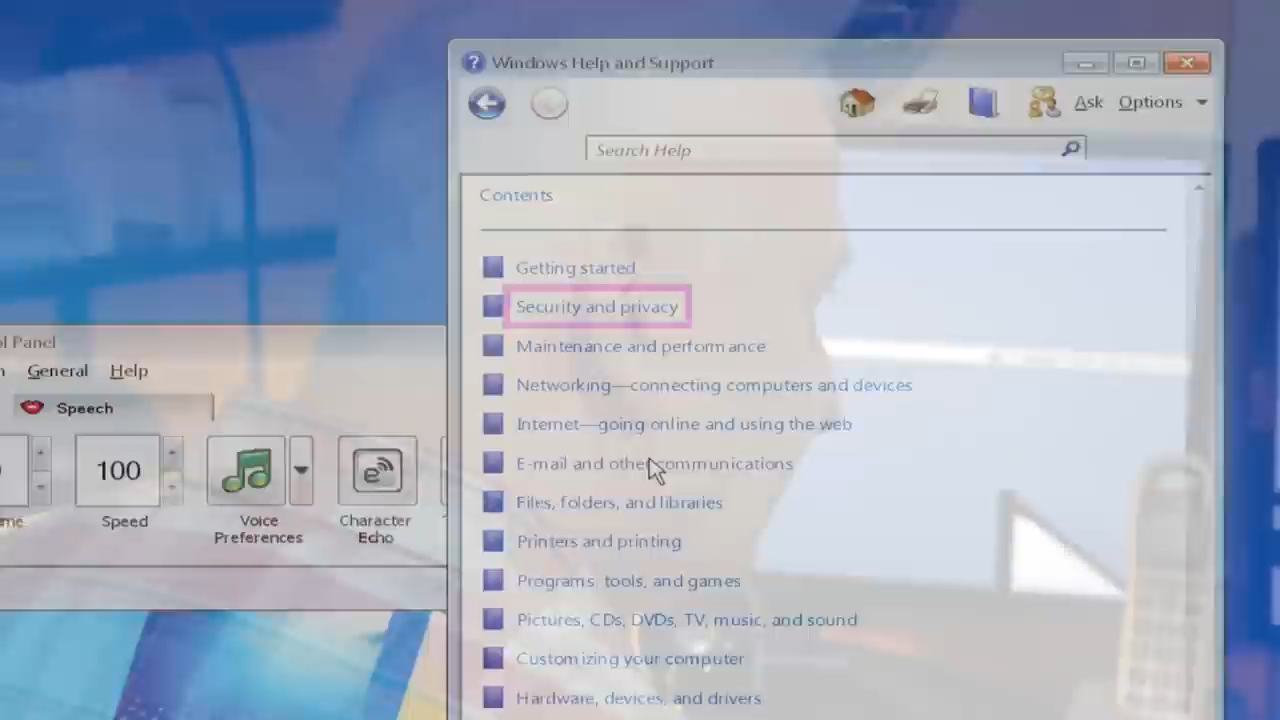 Windows Help and Support
Ask Options
Search Help
Contents
Getting started
Security and privacy
Maintenance and performance
Networking—connecting computers and devices
Internet—going online and using the web
E-mail and other communications
Files, folders, and libraries
Printers and printing
Programs, tools, and games
Pictures, CDs, DVDs, TV, music, and sound
Customizing your computer
Hardware, devices, and drivers
Panel
General Help
Speech
100
Speed
Voice
Preferences
Character
Echo